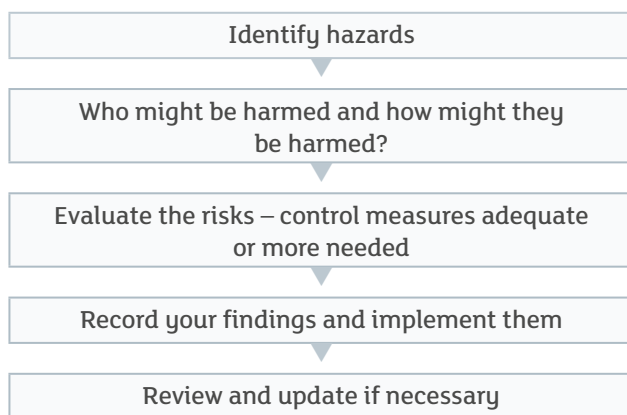 Identify hazards
Who might be harmed and how might they
be harmed?
Evaluate the risks – control measures adequate
or more needed
Record your findings and implement them
Review and update if necessary